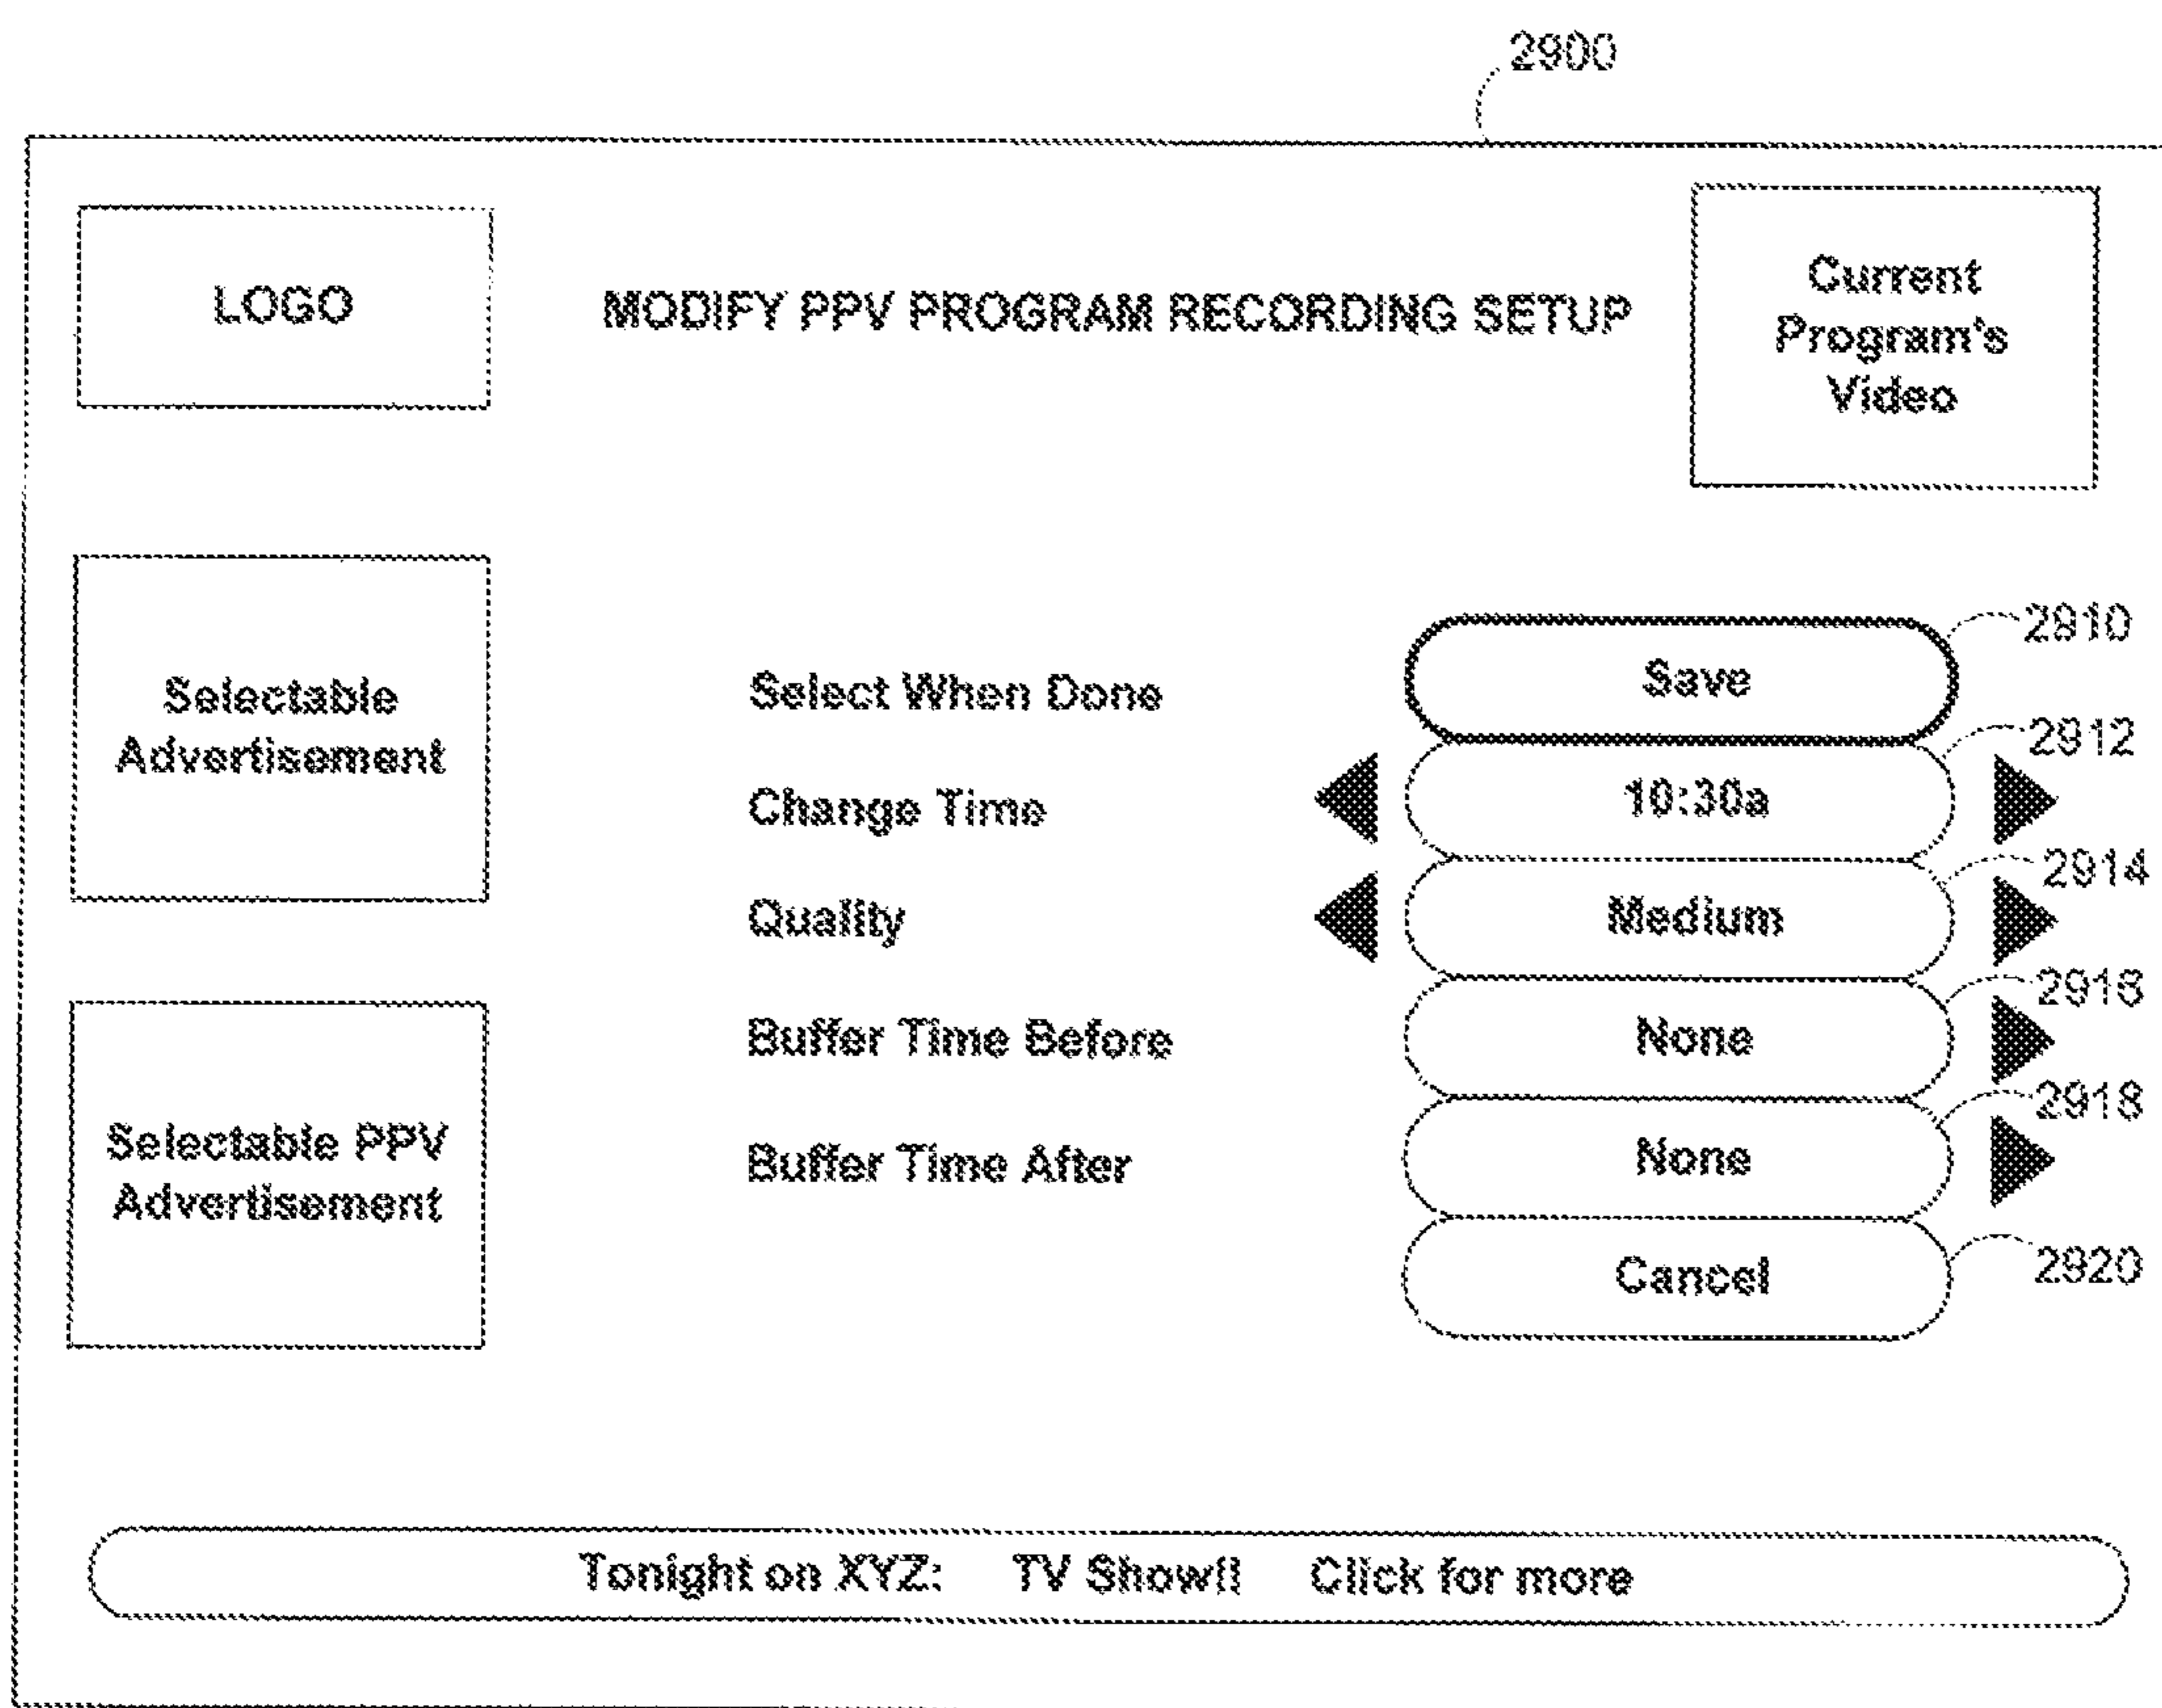 2900
LOGO
MODIFY PPV PROGRAM RECORDING SETUP
Current
Program's
Video
Selectable
Advertisement
Selectable PPV
Advertisement
Select When Done
Save
2910
Change Time
10:30a
2912
Quality
Medium
2914
Buffer Time Before
None
2916
Buffer Time After
None
2918
Cancel
2920
Tonight on XYZ: TV Show!! Click for more